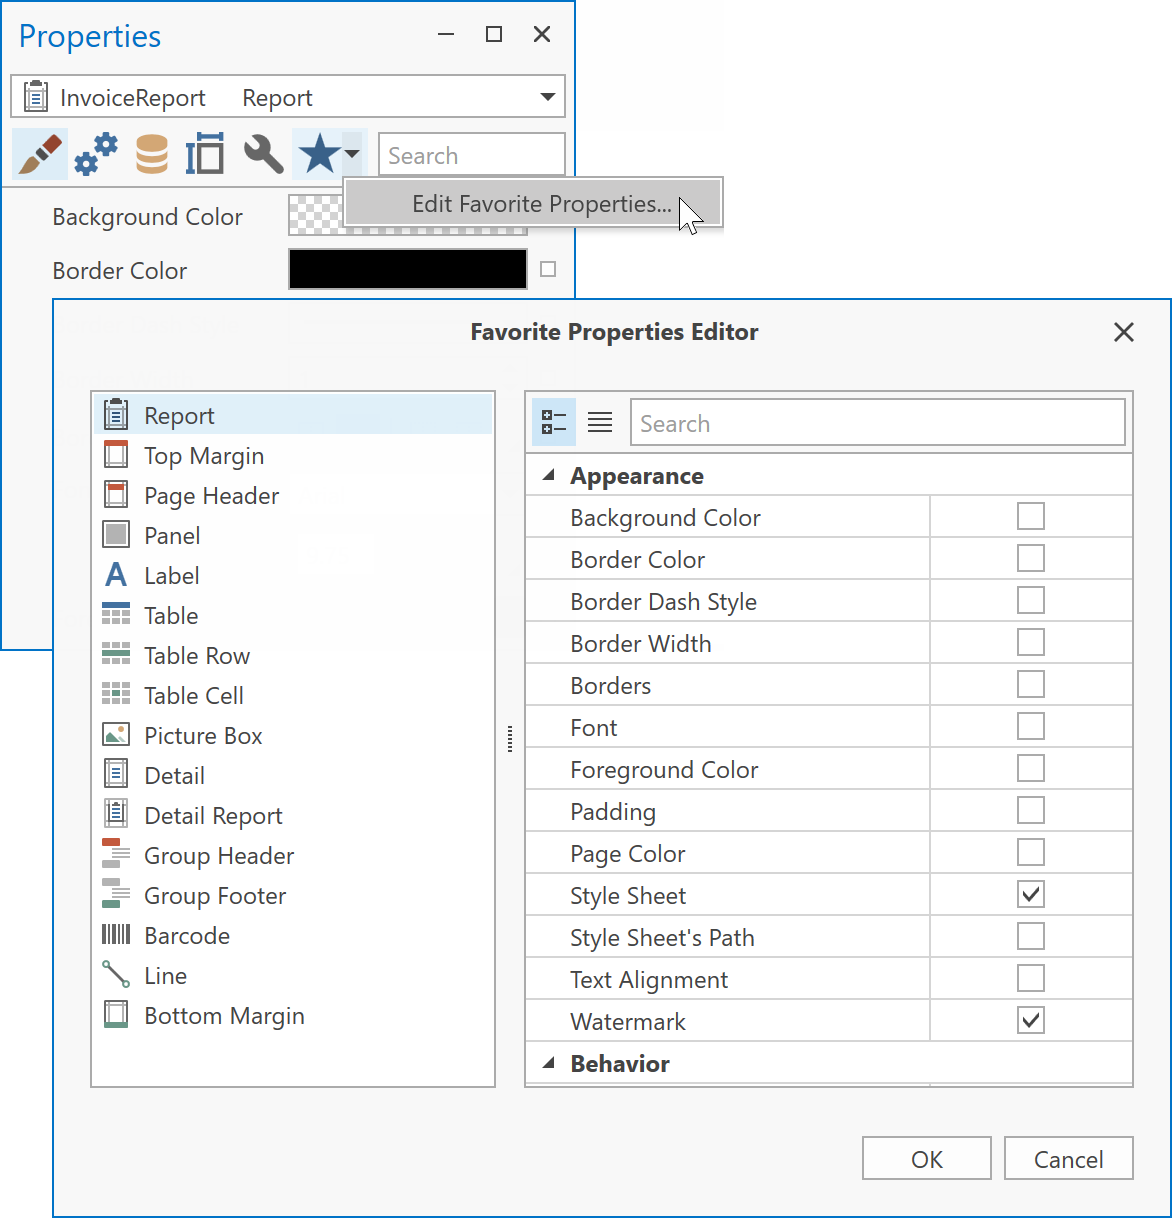 Properties
InvoiceReport Report
Search
Edit Favorite Properties...
Background Color
Border Color
Favorite Properties Editor
Report
Top Margin
Page Header
Panel
Label
Table
Table Row
Table Cell
Picture Box
Detail
Detail Report
Group Header
Group Footer
Barcode
Line
Bottom Margin
Search
Appearance
Background Color
Border Color
Border Dash Style
Border Width
Borders
Font
Foreground Color
Padding
Page Color
Style Sheet
Style Sheet's Path
Text Alignment
Watermark
Behavior
OK Cancel